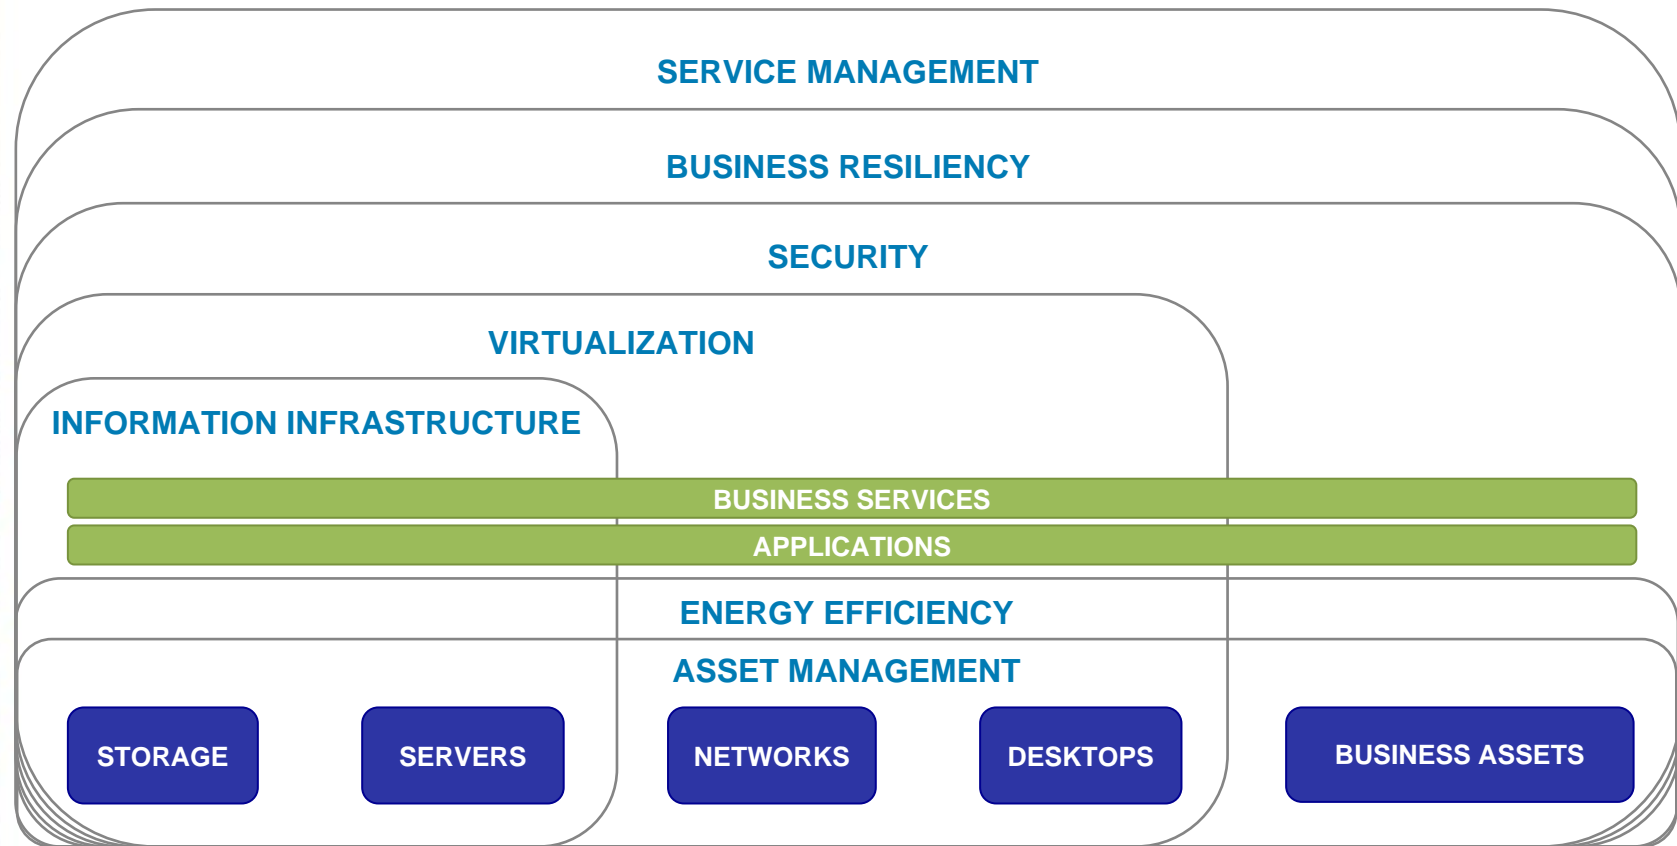 SERVICE MANAGEMENT
BUSINESS RESILIENCY
SECURITY
VIRTUALIZATION
INFORMATION INFRASTRUCTURE
BUSINESS SERVICES
APPLICATIONS
ENERGY EFFICIENCY
ASSET MANAGEMENT
STORAGE
SERVERS
NETWORKS
DESKTOPS
BUSINESS ASSETS